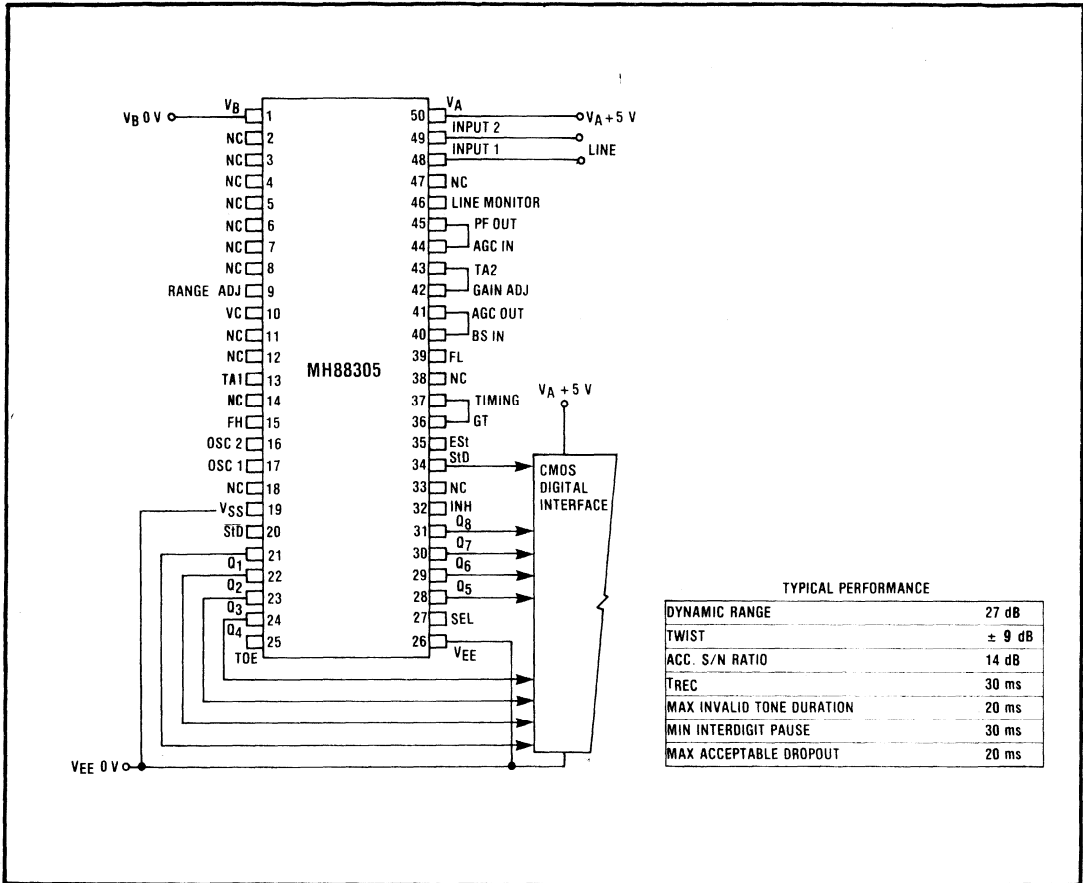 VB 0 V VB 1 50 VA VA + 5 V
NC 2 49 INPUT 2
NC 3 48 INPUT 1 LINE
NC 4 47 NC
NC 5 46 LINE MONITOR
NC 6 45 PF OUT
NC 7 44 AGC IN
NC 8 43 TA2
RANGE ADJ 9 42 GAIN ADJ
VC 10 41 AGC OUT
NC 11 40 BS IN
NC 12 39 FL
MH88305
TA1 13 38 NC
NC 14 37 TIMING
FH 15 36 GT
OSC 2 16 35 ESt
OSC 1 17 34 StD
NC 18 33 NC
VSS 19 32 INH
S̅t̅D̅ 20 31 Q8
21 30 Q7
Q1 22 29 Q6
Q2 23 28 Q5
Q3 24 27 SEL
Q4 25 26 VEE
TOE
VEE 0 V
VA + 5 V
CMOS
DIGITAL
INTERFACE
TYPICAL PERFORMANCE
DYNAMIC RANGE 27 dB
TWIST ± 9 dB
ACC. S/N RATIO 14 dB
TREC 30 ms
MAX INVALID TONE DURATION 20 ms
MIN INTERDIGIT PAUSE 30 ms
MAX ACCEPTABLE DROPOUT 20 ms